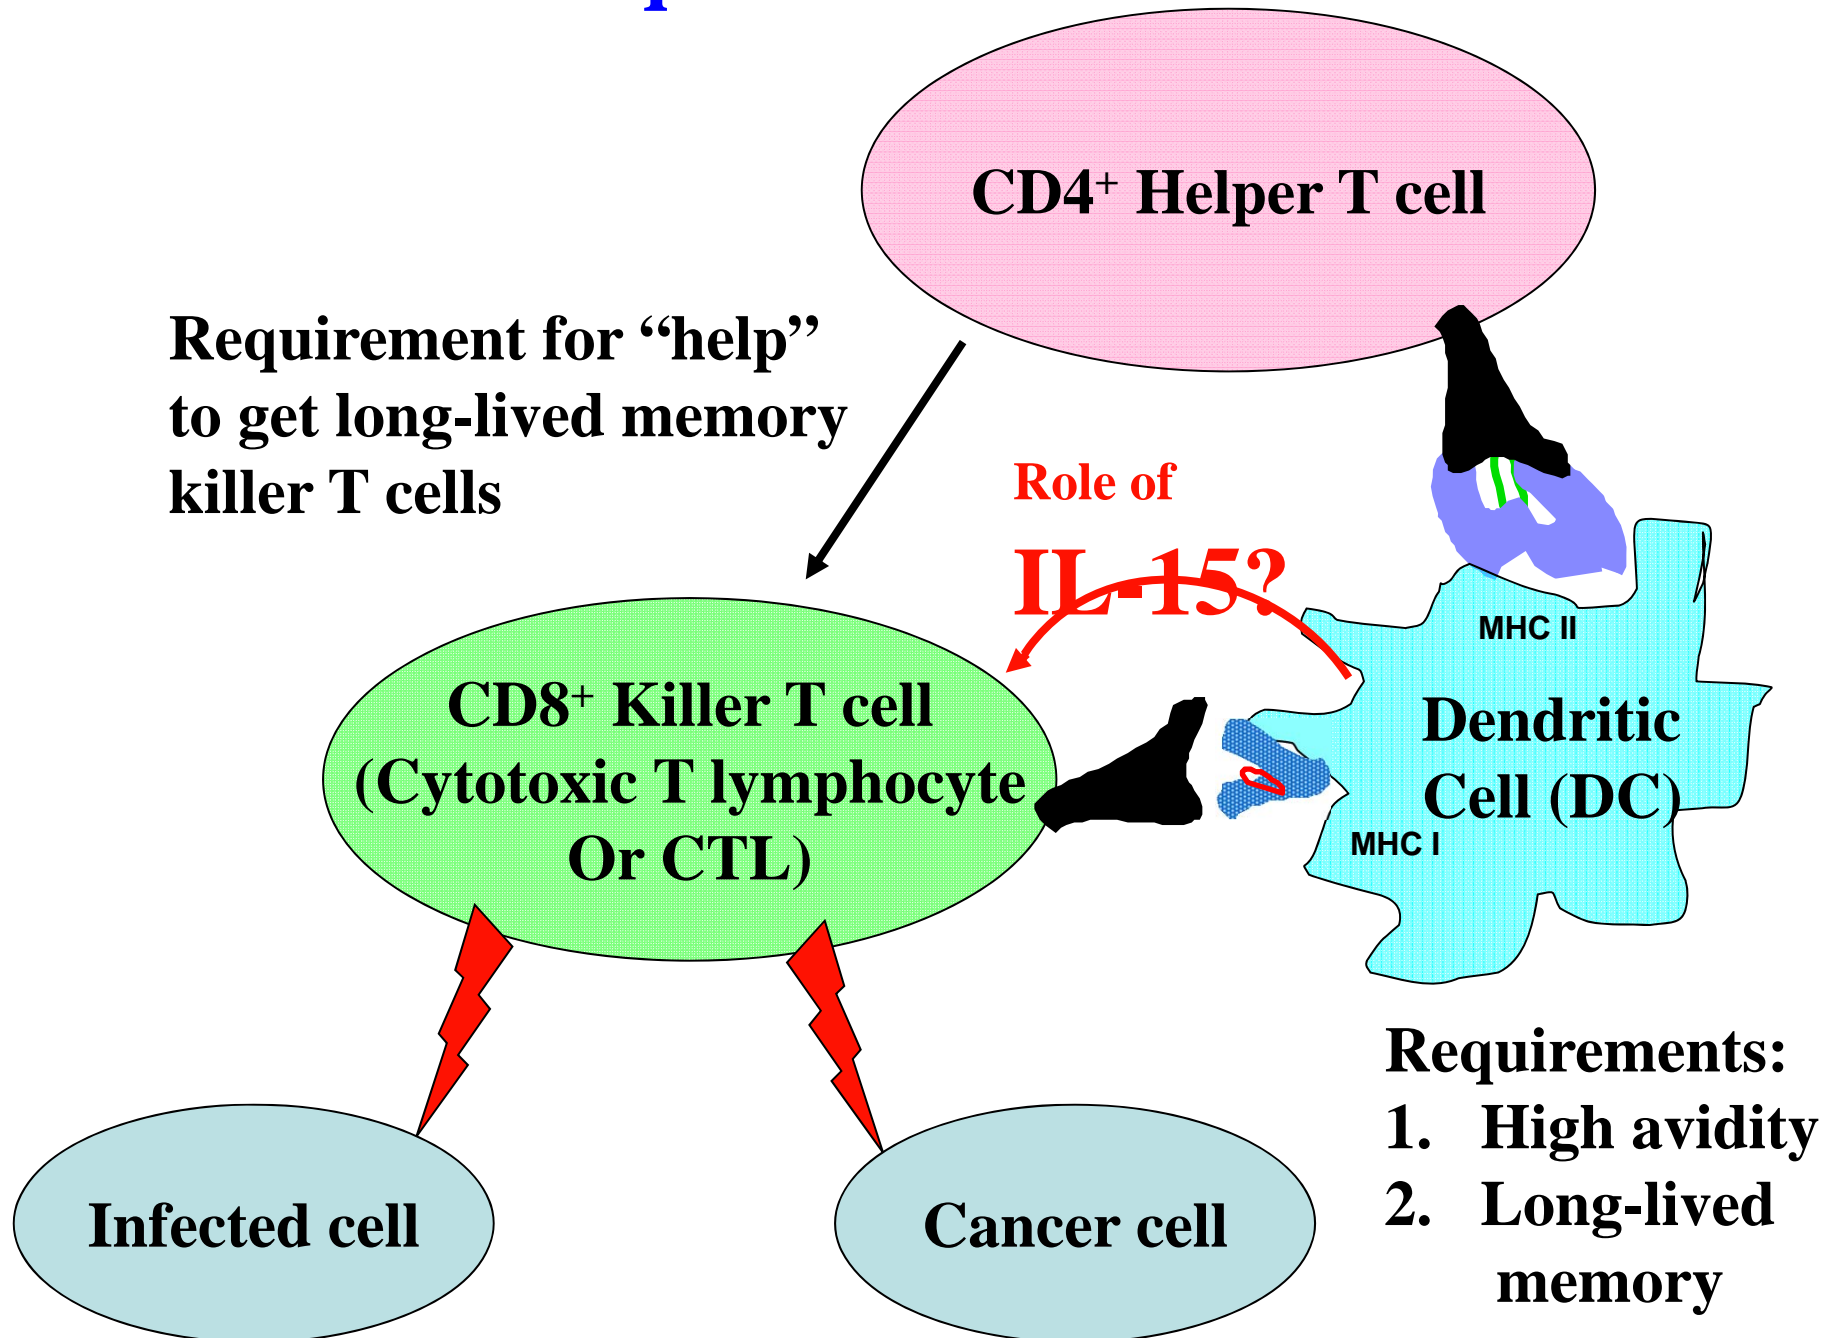 CD4⁺ Helper T cell
Requirement for “help”
to get long-lived memory
killer T cells
Role of
IL-15?
MHC II
CD8⁺ Killer T cell
(Cytotoxic T lymphocyte
Or CTL)
Dendritic
Cell (DC)
MHC I
Requirements:
1. High avidity
2. Long-lived
memory
Infected cell
Cancer cell